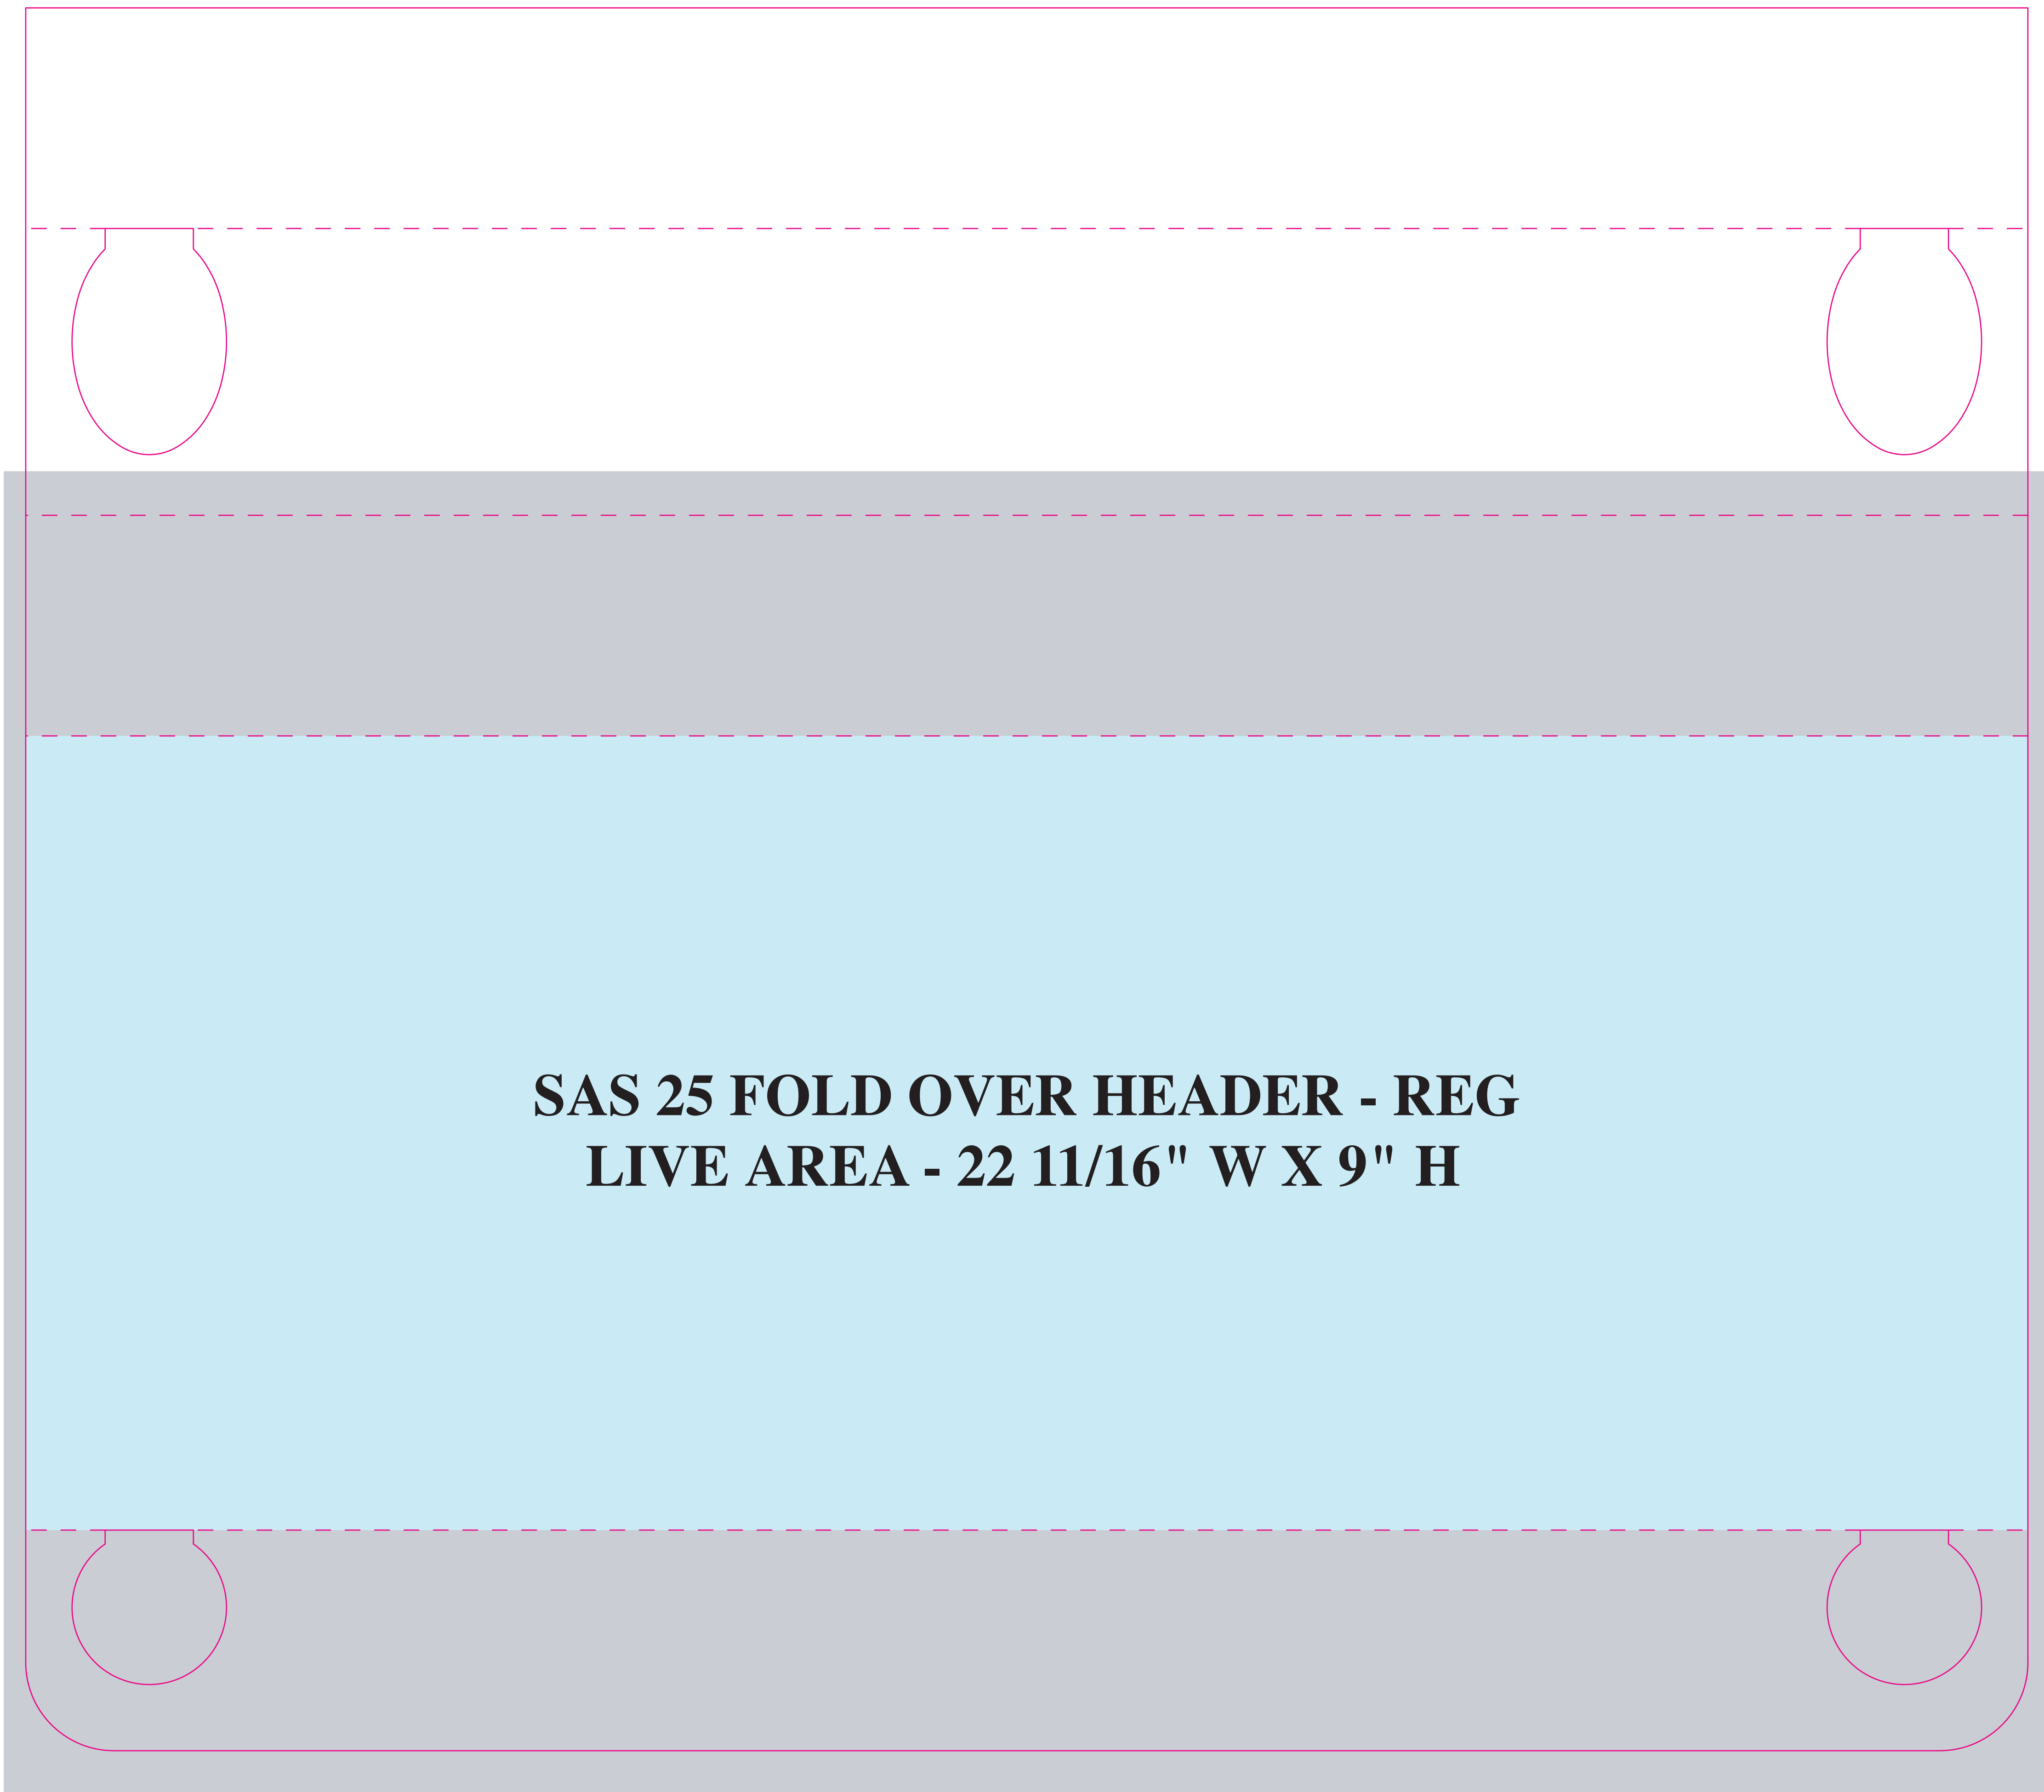 SAS 25 FOLD OVER HEADER - REG
LIVE AREA - 22 11/16" W X 9" H